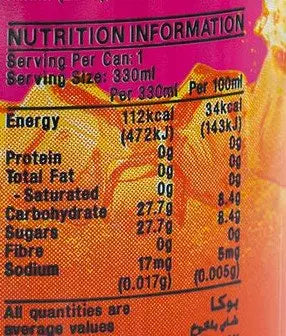 NUTRITION INFORMATION
Serving Per Can:1
Serving Size: 330ml
Per 330ml Per 100ml
Energy 112kcal 34kcal
(472kJ) (143kJ)
Protein 0g 0g
Total Fat 0g 0g
- Saturated 0g 0g
Carbohydrate 27.7g 8.4g
Sugars 27.7g 8.4g
Fibre 0g 0g
Sodium 17mg 5mg
(0.017g) (0.005g)
All quantities are
average values